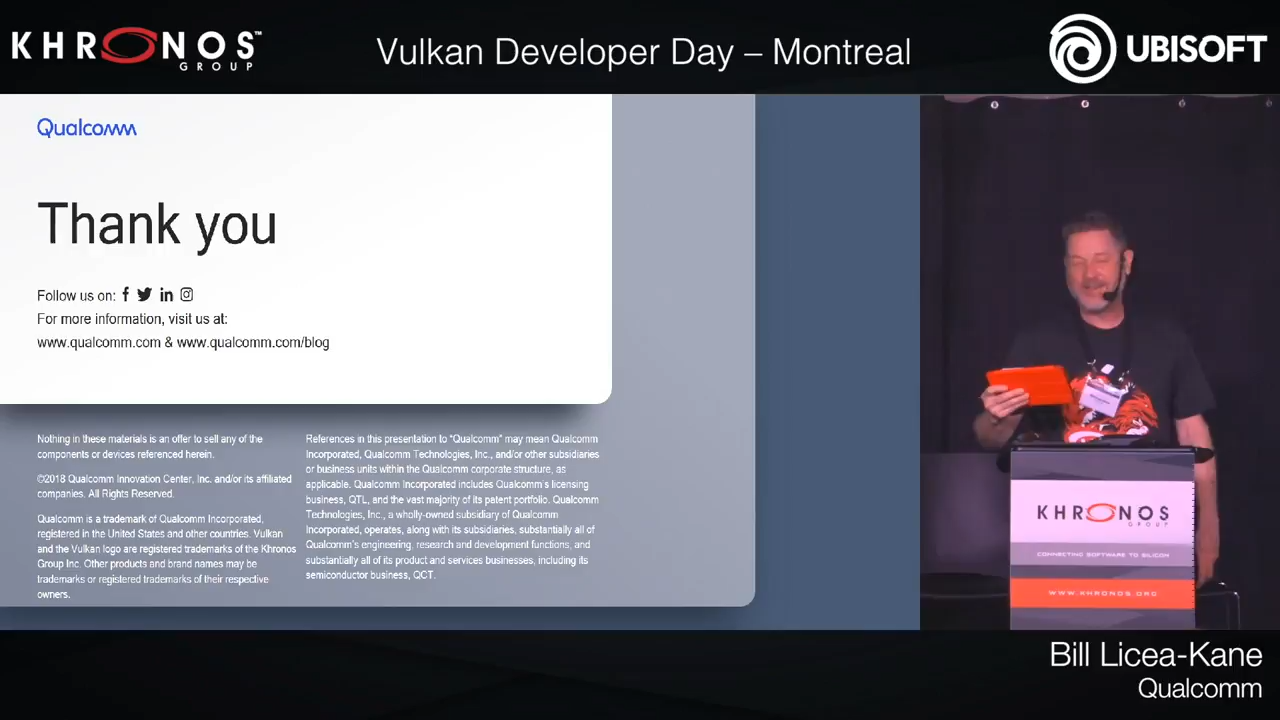 KHRONOS™
GROUP
Vulkan Developer Day – Montreal
UBISOFT
Qualcomm
Thank you
Follow us on:
For more information, visit us at:
www.qualcomm.com & www.qualcomm.com/blog
Nothing in these materials is an offer to sell any of the
components or devices referenced herein.
©2018 Qualcomm Innovation Center, Inc. and/or its affiliated
companies. All Rights Reserved.
Qualcomm is a trademark of Qualcomm Incorporated,
registered in the United States and other countries. Vulkan
and the Vulkan logo are registered trademarks of the Khronos
Group Inc. Other products and brand names may be
trademarks or registered trademarks of their respective
owners.
References in this presentation to “Qualcomm” may mean Qualcomm
Incorporated, Qualcomm Technologies, Inc., and/or other subsidiaries
or business units within the Qualcomm corporate structure, as
applicable. Qualcomm Incorporated includes Qualcomm’s licensing
business, QTL, and the vast majority of its patent portfolio. Qualcomm
Technologies, Inc., a wholly-owned subsidiary of Qualcomm
Incorporated, operates, along with its subsidiaries, substantially all of
Qualcomm’s engineering, research and development functions, and
substantially all of its product and services businesses, including its
semiconductor business, QCT.
KHRONOS
GROUP
CONNECTING SOFTWARE TO SILICON
WWW.KHRONOS.ORG
Bill Licea-Kane
Qualcomm